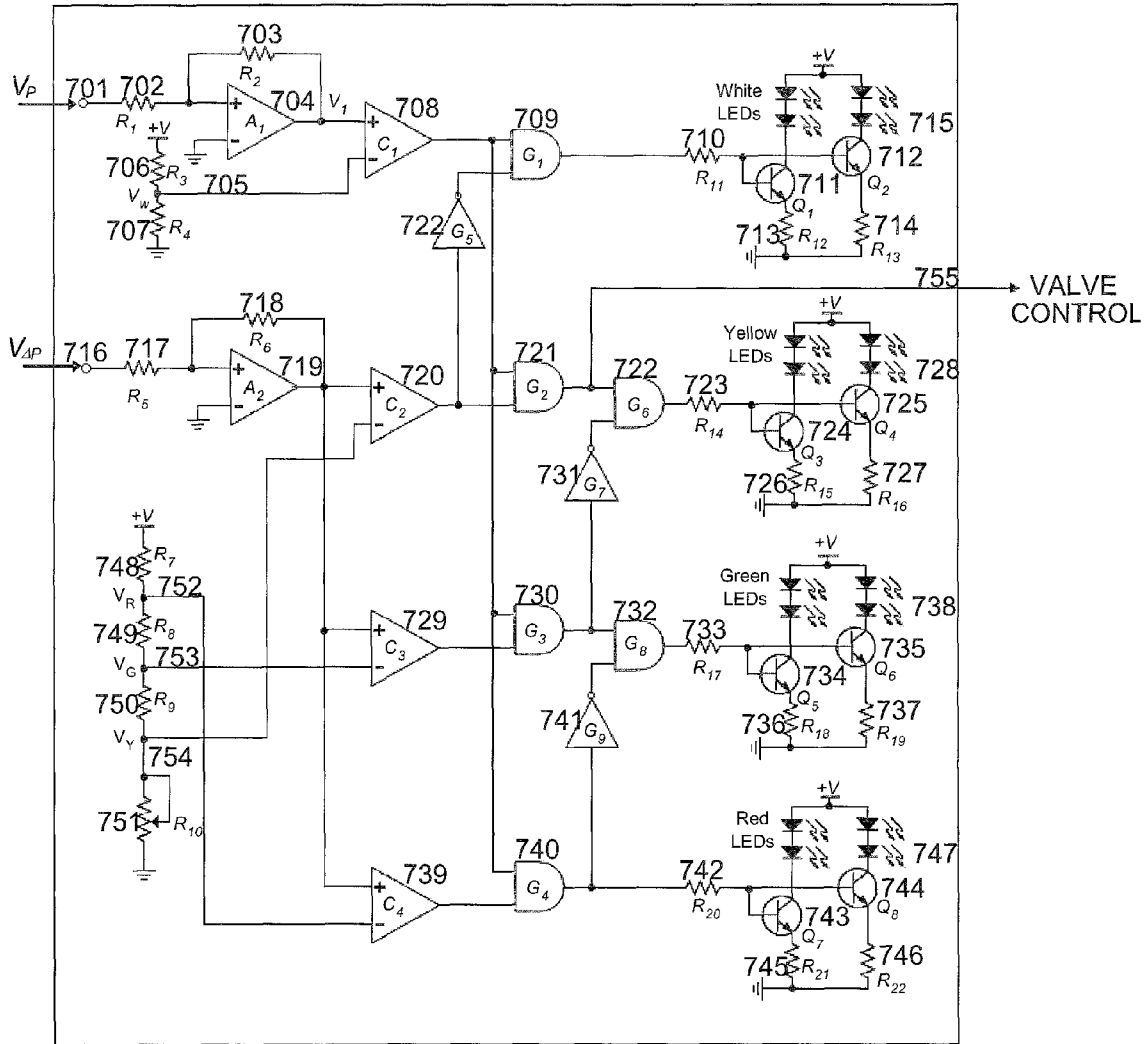 703
V_P 701 702 R_2 704 V_1 708
R_1 +V + A_1 - + C_1 -
706 R_3 705
V_W
707 R_4
709 G_1
722 G_5
710 R_11
+V
White
LEDs
715
712
711 Q_2
Q_1
713 R_12 714 R_13
755 VALVE
CONTROL
718
V_ΔP 716 717 R_6 719 720
R_5 + A_2 - + C_2 -
721 G_2
722 G_6
723 R_14
731 G_7
+V
Yellow
LEDs
728
725
724 Q_4
Q_3
726 R_15 727 R_16
+V
748 R_7
752
V_R
749 R_8
753
V_G
750 R_9
V_Y
754
751 R_10
729
+ C_3 -
730 G_3
732 G_8
733 R_17
741 G_9
+V
Green
LEDs
738
735
734 Q_6
Q_5
736 R_18 737 R_19
739
+ C_4 -
740 G_4
742 R_20
+V
Red
LEDs
747
744
743 Q_8
Q_7
745 R_21 746 R_22